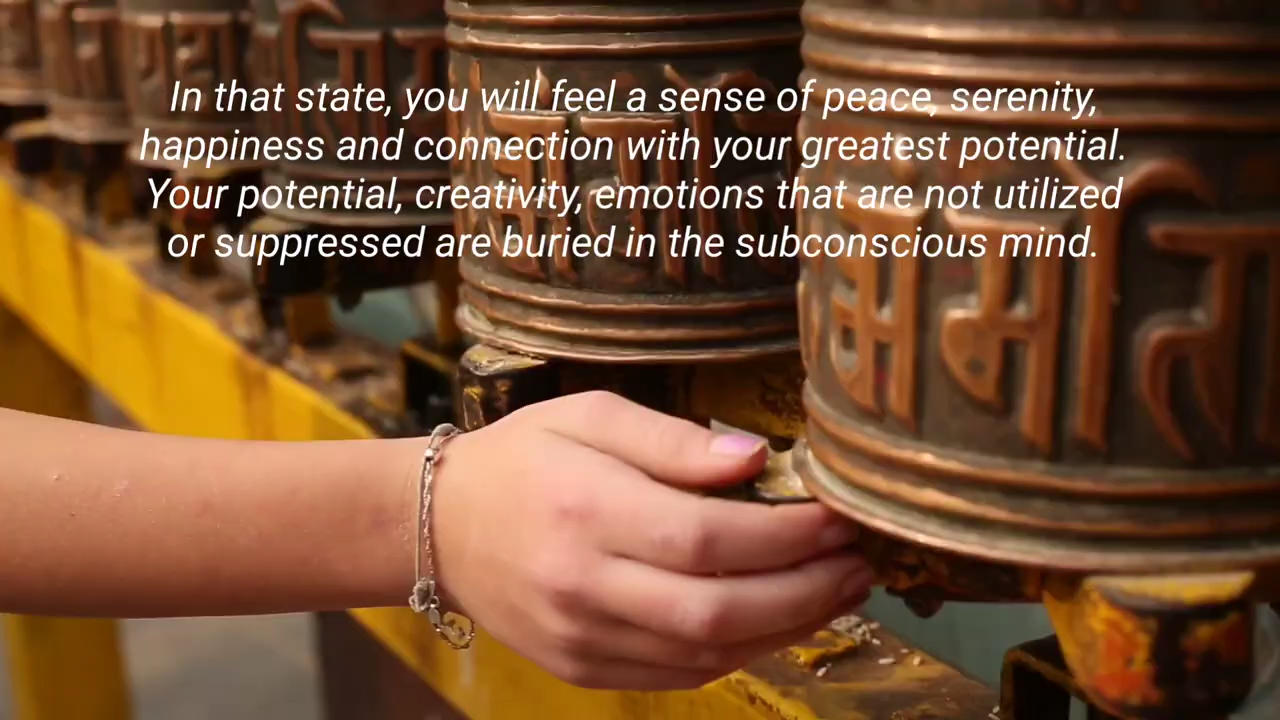 In that state, you will feel a sense of peace, serenity,
happiness and connection with your greatest potential.
Your potential, creativity, emotions that are not utilized
or suppressed are buried in the subconscious mind.